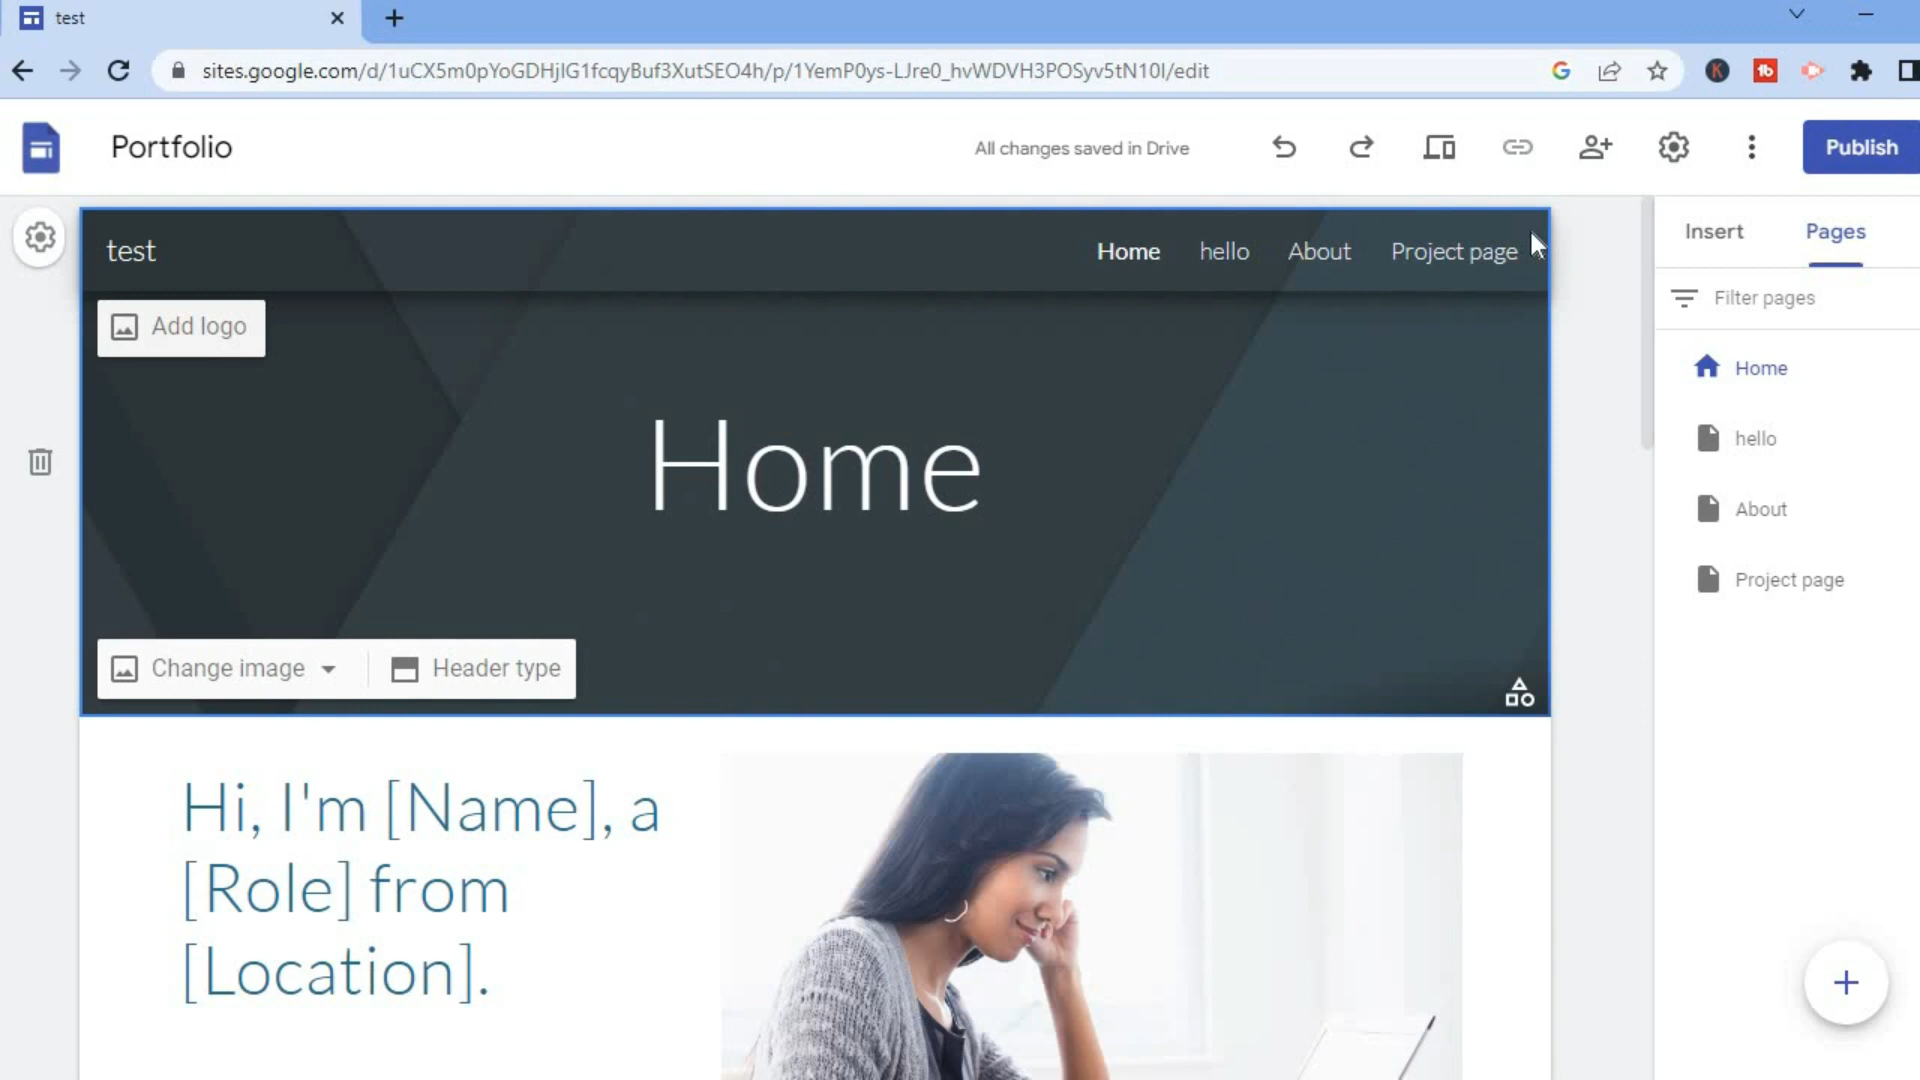 test
sites.google.com/d/1uCX5m0pYoGDHjlG1fcqyBuf3XutSEO4h/p/1YemP0ys-LJre0_hvWDVH3POSyv5tN10I/edit
Portfolio
All changes saved in Drive
Publish
test
Home hello About Project page
Add logo
Home
Change image
Header type
Hi, I'm [Name], a
[Role] from
[Location].
Insert
Pages
Filter pages
Home
hello
About
Project page